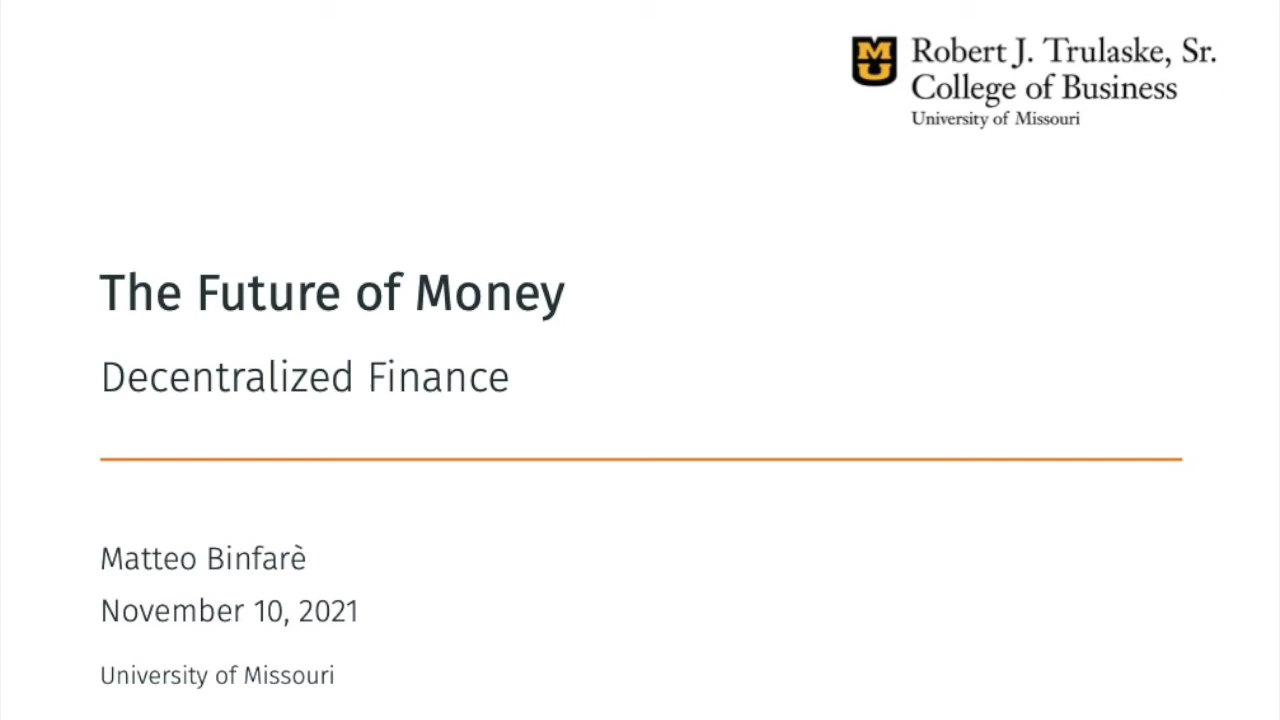 MU
Robert J. Trulaske, Sr.
College of Business
University of Missouri
The Future of Money
Decentralized Finance
Matteo Binfarè
November 10, 2021
University of Missouri